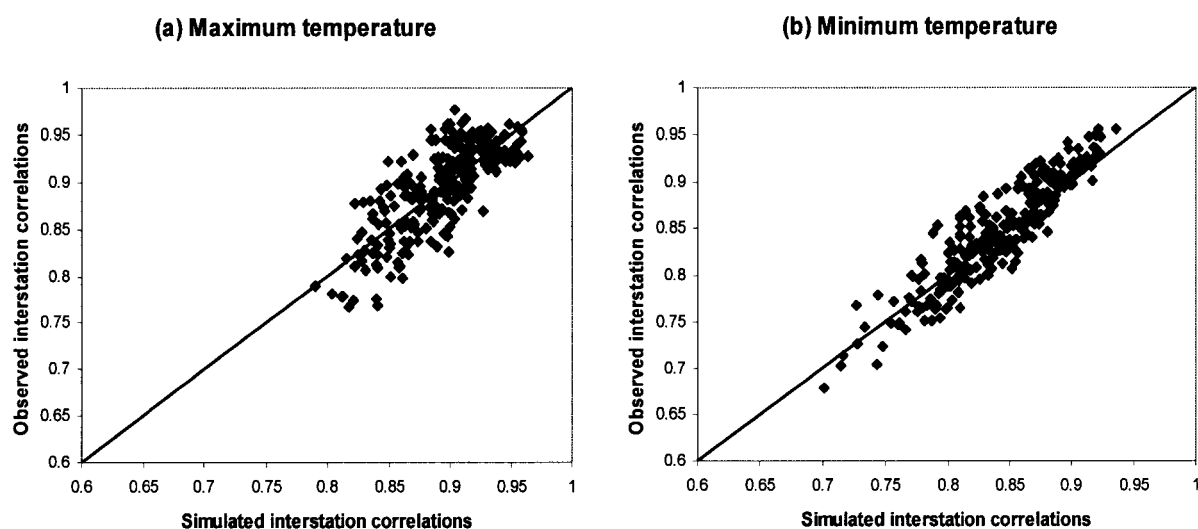 (a) Maximum temperature
1
0.95
0.9
0.85
0.8
0.75
0.7
0.65
0.6
Observed interstation correlations
0.6 0.65 0.7 0.75 0.8 0.85 0.9 0.95 1
Simulated interstation correlations
(b) Minimum temperature
1
0.95
0.9
0.85
0.8
0.75
0.7
0.65
0.6
Observed interstation correlations
0.6 0.65 0.7 0.75 0.8 0.85 0.9 0.95 1
Simulated interstation correlations